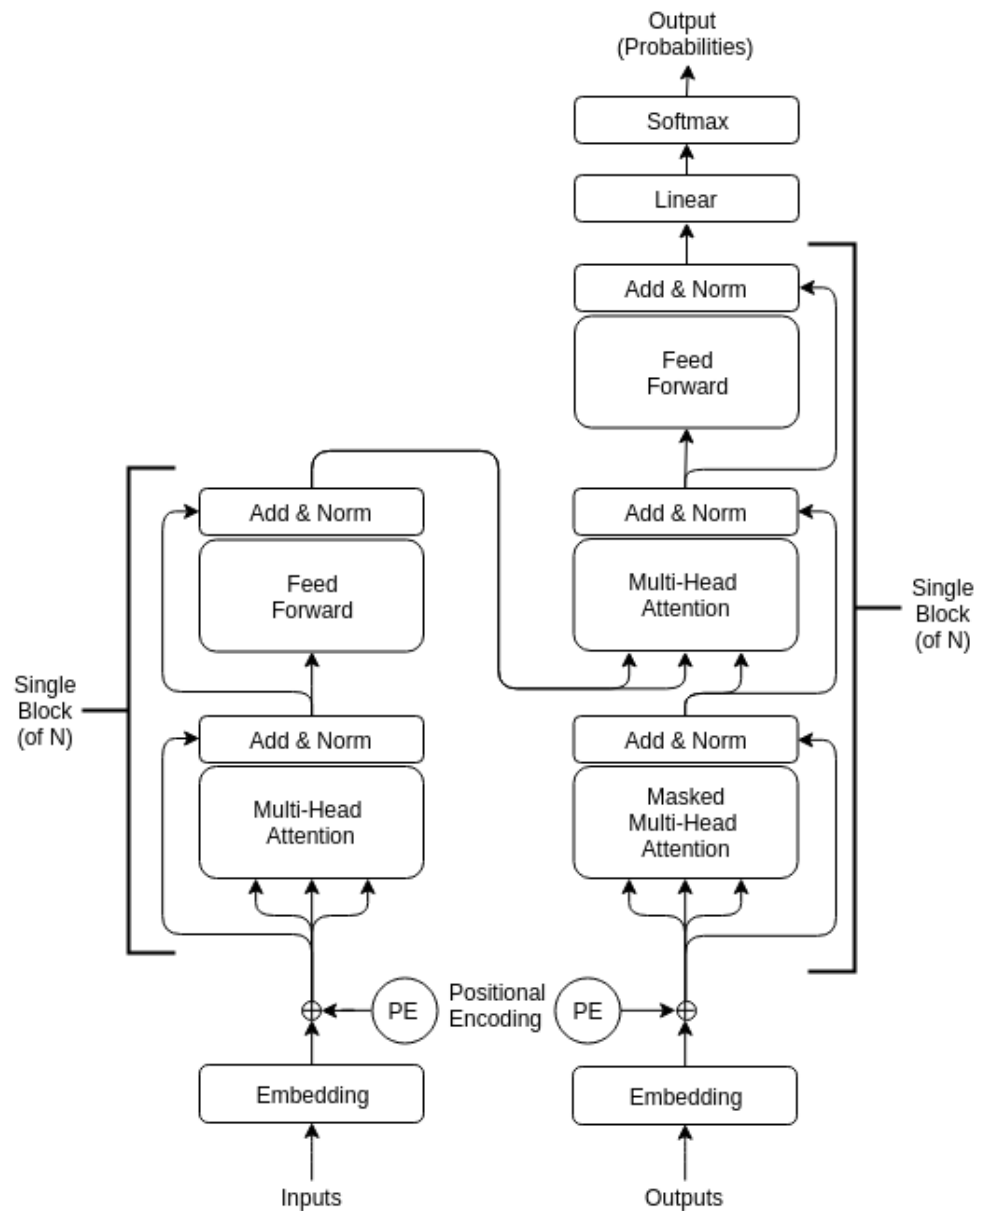 Output
(Probabilities)
Softmax
Linear
Add & Norm
Feed
Forward
Add & Norm
Multi-Head
Attention
Add & Norm
Masked
Multi-Head
Attention
Single
Block
(of N)
Add & Norm
Feed
Forward
Add & Norm
Multi-Head
Attention
Single
Block
(of N)
PE
Positional
Encoding
PE
Embedding
Embedding
Inputs
Outputs